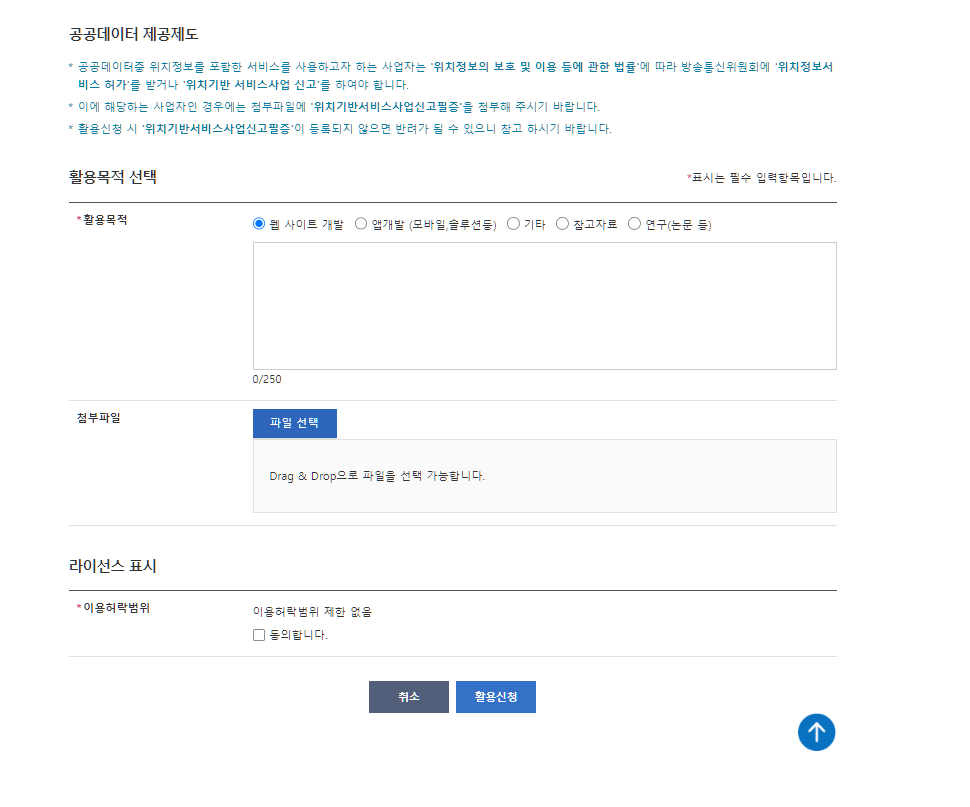 공공데이터 제공제도
* 공공데이터중 위치정보를 포함한 서비스를 사용하고자 하는 사업자는 '위치정보의 보호 및 이용 등에 관한 법률'에 따라 방송통신위원회에 '위치정보서
비스 허가'를 받거나 '위치기반 서비스사업 신고'를 하여야 합니다.
* 이에 해당하는 사업자인 경우에는 첨부파일에 '위치기반서비스사업신고필증'을 첨부해 주시기 바랍니다.
* 활용신청 시 '위치기반서비스사업신고필증'이 등록되지 않으면 반려가 될 수 있으니 참고 하시기 바랍니다.
활용목적 선택
*표시는 필수 입력항목입니다.
*활용목적
웹 사이트 개발 앱개발 (모바일,솔루션등) 기타 참고자료 연구(논문 등)
0/250
첨부파일
파일 선택
Drag & Drop으로 파일을 선택 가능합니다.
라이선스 표시
*이용허락범위
이용허락범위 제한 없음
동의합니다.
취소 활용신청